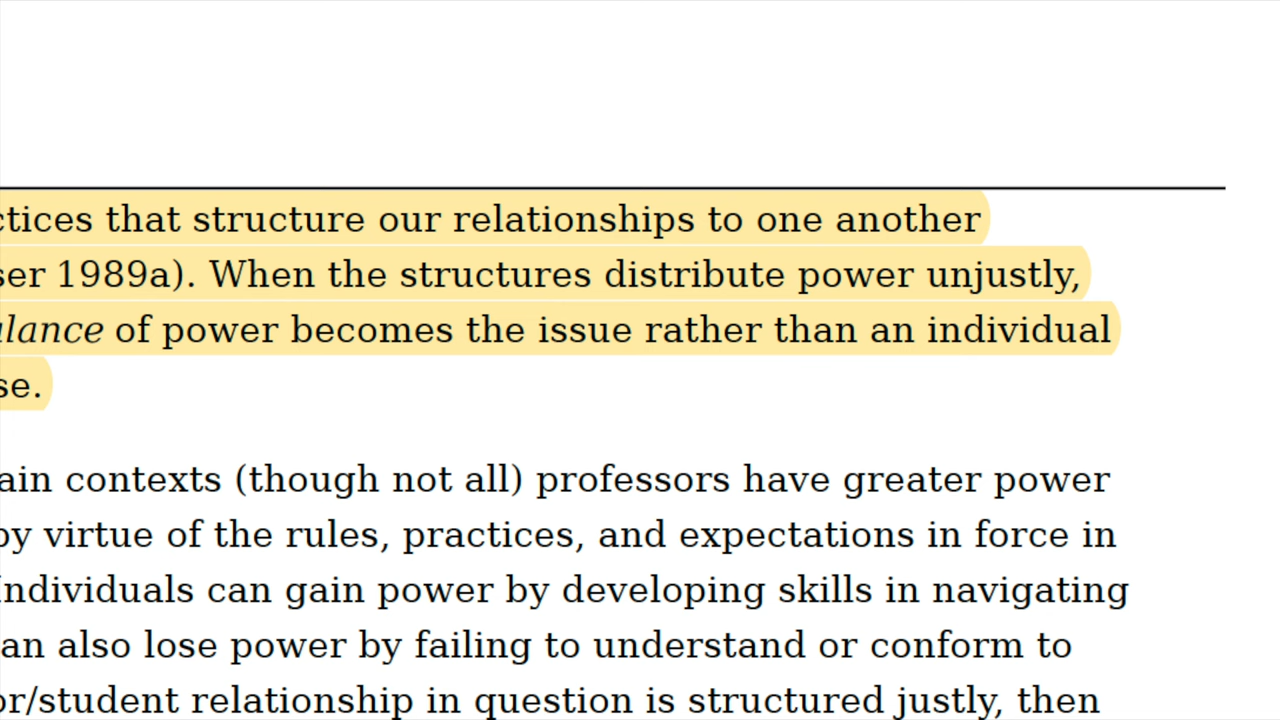 ctices that structure our relationships to one another
ser 1989a). When the structures distribute power unjustly,
alance of power becomes the issue rather than an individual
se.
ain contexts (though not all) professors have greater power
by virtue of the rules, practices, and expectations in force in
Individuals can gain power by developing skills in navigating
an also lose power by failing to understand or conform to
or/student relationship in question is structured justly, then